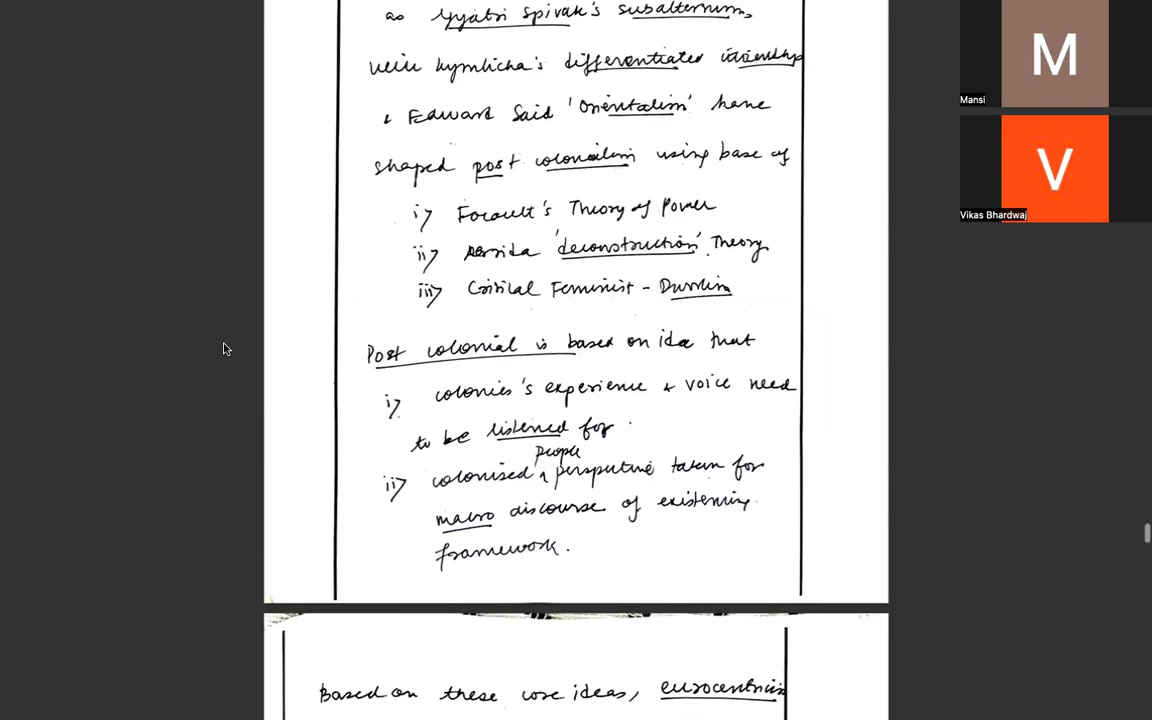 as Gyatri Spivak's subalternism,
Will kymlicka's differentiated citizenship
& Edward Said 'Orientalism' have
shaped post colonialism using base of
i) Focault's Theory of Power
ii) Derrida 'deconstruction' Theory
iii) Critical Feminist -
Post colonial is based on idea that
i) colonies's experience & voice need
to be listened for.
people
ii) colonised perspective taken for
macro discourse of existening
framework.
Based on these core ideas, eurocentricis
M
Mansi
V
Vikas Bhardwaj